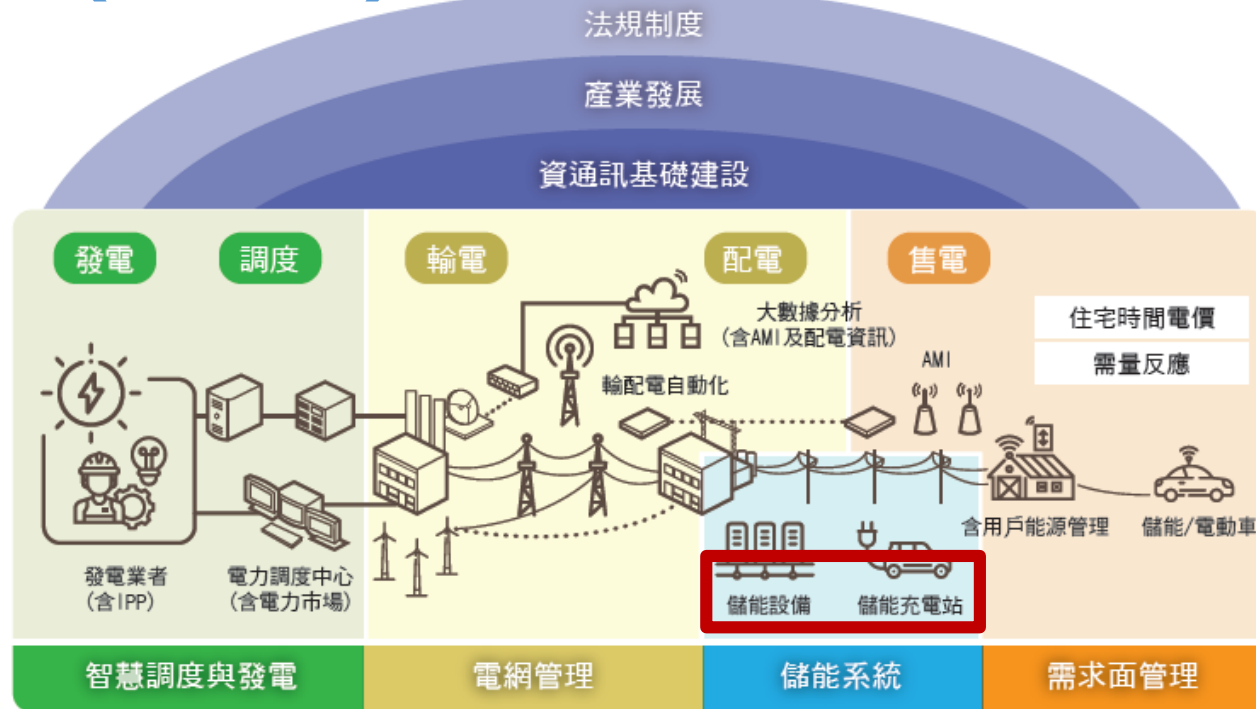 法規制度
產業發展
資通訊基礎建設
發電
調度
輸電
配電
售電
大數據分析
(含AMI及配電資訊)
住宅時間電價
需量反應
AMI
輸配電自動化
含用戶能源管理
儲能/電動車
發電業者
(含IPP)
電力調度中心
(含電力市場)
儲能設備
儲能充電站
智慧調度與發電
電網管理
儲能系統
需求面管理